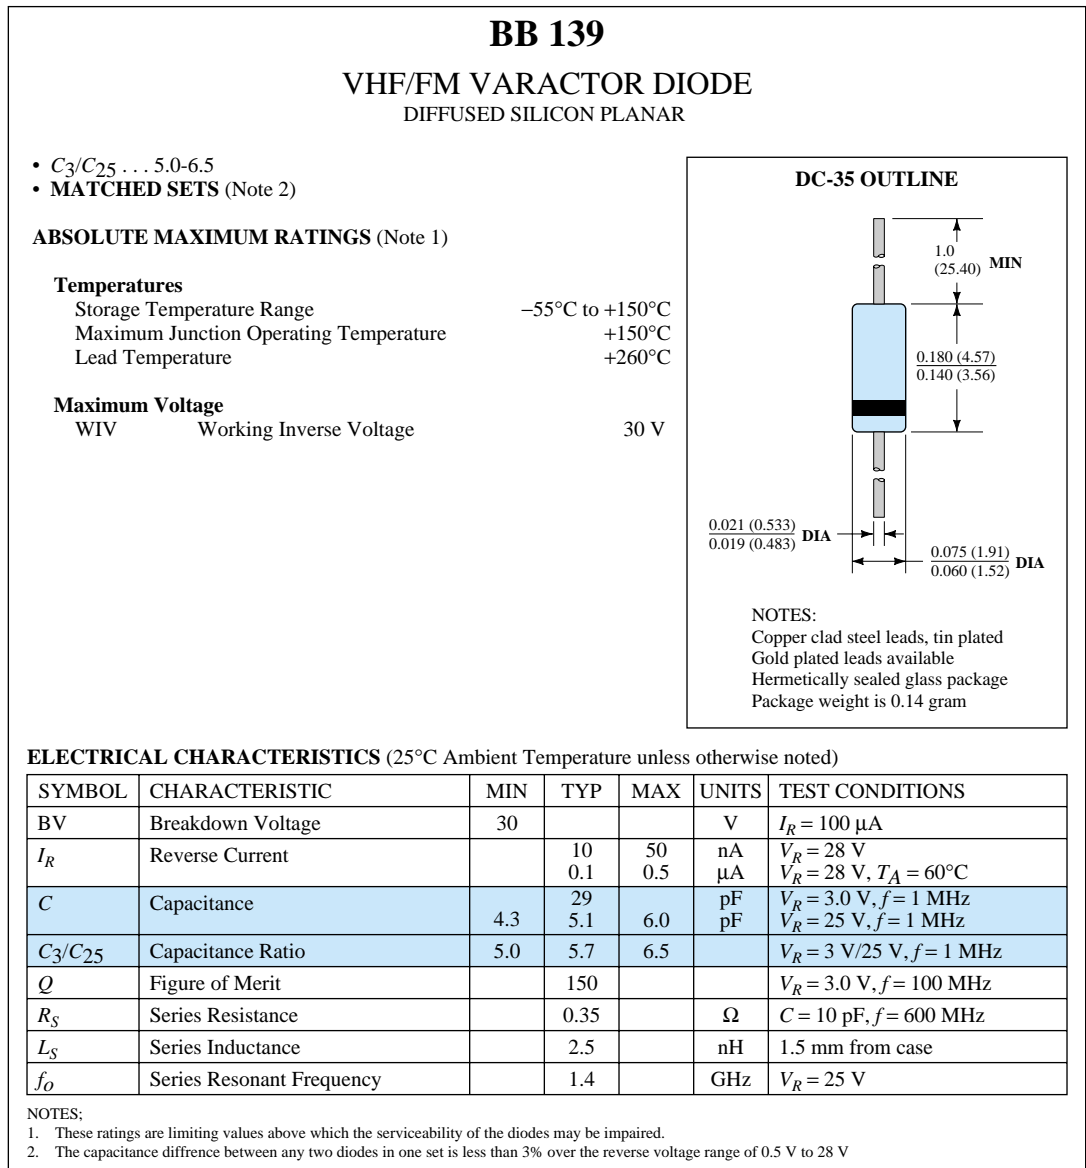 BB 139
VHF/FM VARACTOR DIODE
DIFFUSED SILICON PLANAR
• C3/C25 . . . 5.0-6.5
• MATCHED SETS (Note 2)
ABSOLUTE MAXIMUM RATINGS (Note 1)
Temperatures
Storage Temperature Range −55°C to +150°C
Maximum Junction Operating Temperature +150°C
Lead Temperature +260°C
Maximum Voltage
WIV Working Inverse Voltage 30 V
DC-35 OUTLINE
1.0
(25.40) MIN
0.180 (4.57)
0.140 (3.56)
0.021 (0.533)
0.019 (0.483) DIA
0.075 (1.91)
0.060 (1.52) DIA
NOTES:
Copper clad steel leads, tin plated
Gold plated leads available
Hermetically sealed glass package
Package weight is 0.14 gram
ELECTRICAL CHARACTERISTICS (25°C Ambient Temperature unless otherwise noted)
SYMBOL CHARACTERISTIC MIN TYP MAX UNITS TEST CONDITIONS
BV Breakdown Voltage 30 V IR = 100 µA
IR Reverse Current 10 50 nA VR = 28 V
0.1 0.5 µA VR = 28 V, TA = 60°C
C Capacitance 29 pF VR = 3.0 V, f = 1 MHz
4.3 5.1 6.0 pF VR = 25 V, f = 1 MHz
C3/C25 Capacitance Ratio 5.0 5.7 6.5 VR = 3 V/25 V, f = 1 MHz
Q Figure of Merit 150 VR = 3.0 V, f = 100 MHz
RS Series Resistance 0.35 Ω C = 10 pF, f = 600 MHz
LS Series Inductance 2.5 nH 1.5 mm from case
fo Series Resonant Frequency 1.4 GHz VR = 25 V
NOTES;
1. These ratings are limiting values above which the serviceability of the diodes may be impaired.
2. The capacitance diffrence between any two diodes in one set is less than 3% over the reverse voltage range of 0.5 V to 28 V